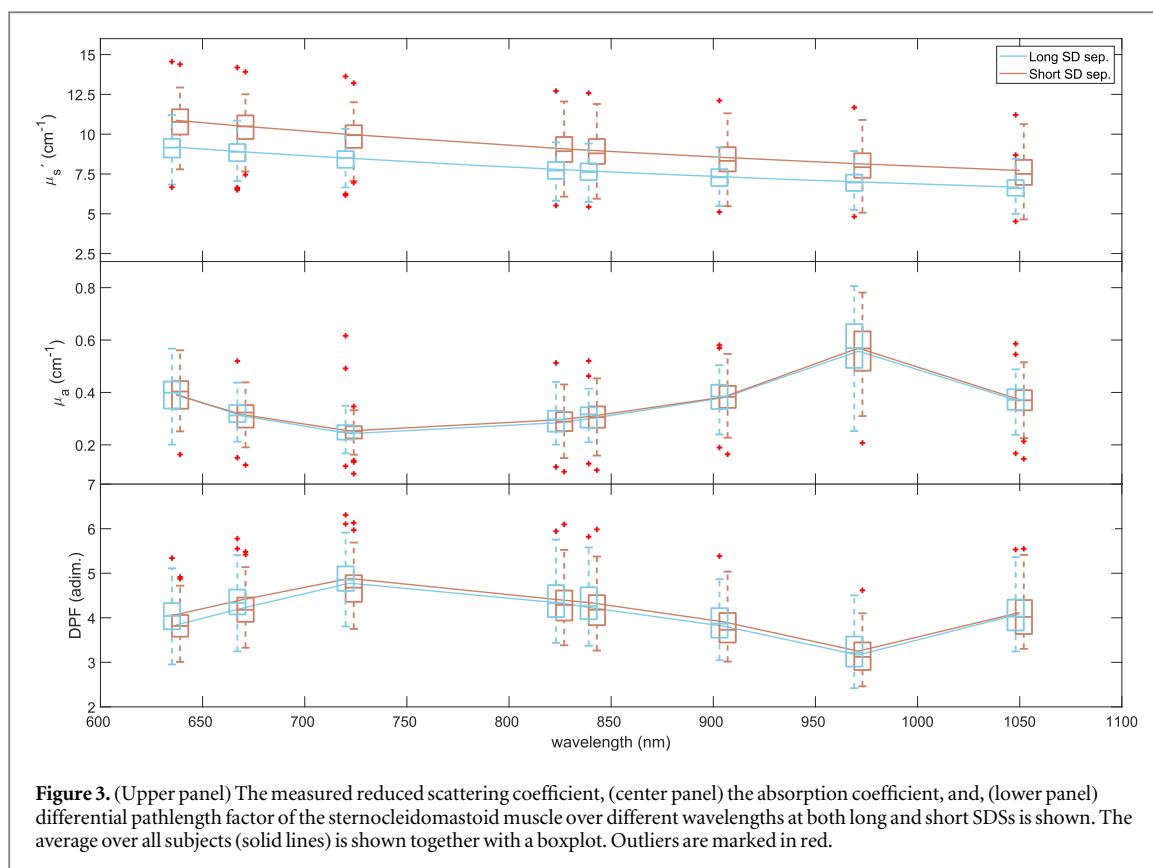 15
12.5
10
7.5
5
2.5
μs´ (cm-1)
Long SD sep.
Short SD sep.
0.8
0.6
0.4
0.2
μa (cm-1)
7
6
5
4
3
2
DPF (adim.)
600 650 700 750 800 850 900 950 1000 1050 1100
wavelength (nm)
Figure 3. (Upper panel) The measured reduced scattering coefficient, (center panel) the absorption coefficient, and, (lower panel)
differential pathlength factor of the sternocleidomastoid muscle over different wavelengths at both long and short SDSs is shown. The
average over all subjects (solid lines) is shown together with a boxplot. Outliers are marked in red.